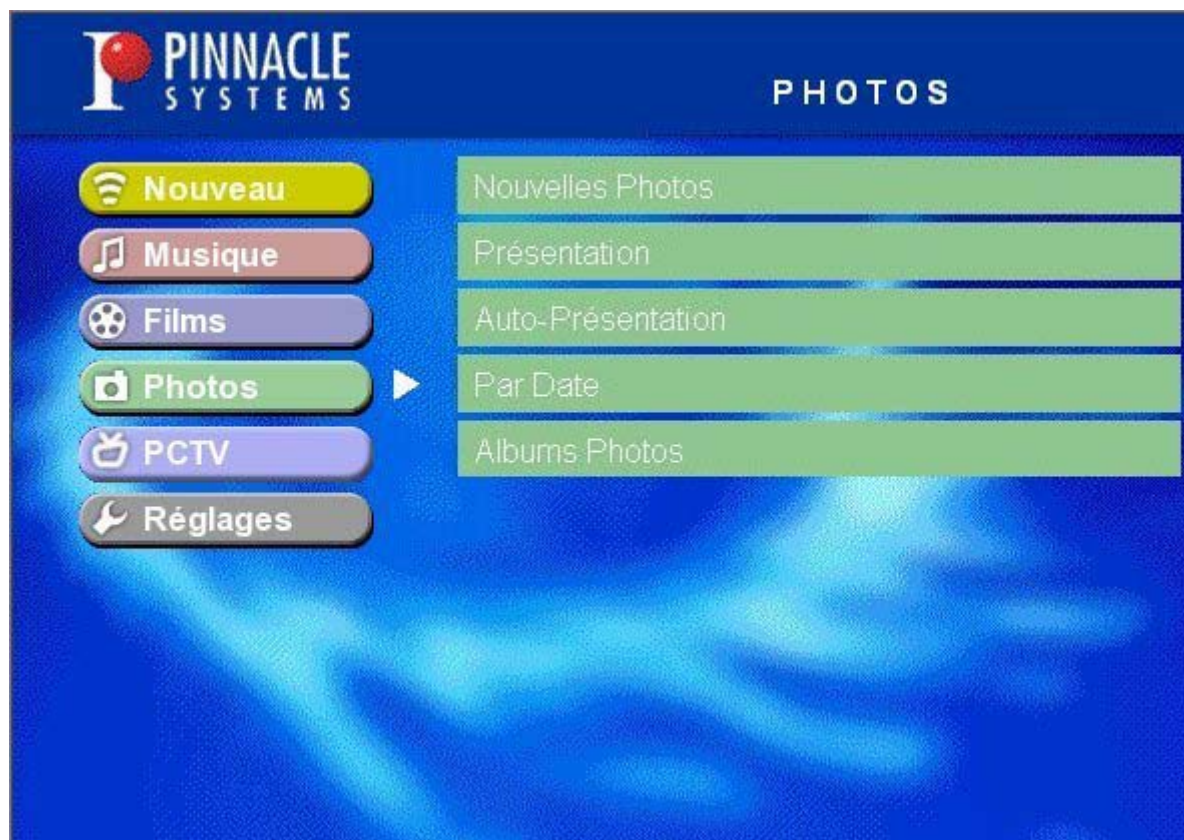 PINNACLE
SYSTEMS
PHOTOS
Nouveau
Musique
Films
Photos
PCTV
Réglages
Nouvelles Photos
Présentation
Auto-Présentation
Par Date
Albums Photos